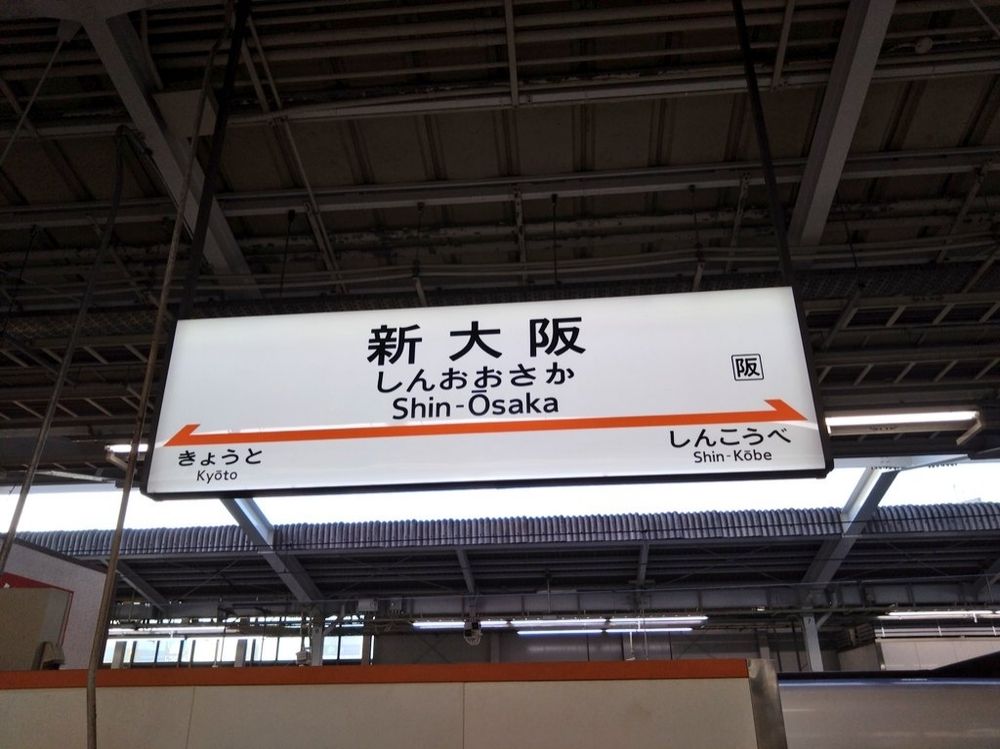 新大阪
しんおおさか
Shin-Ōsaka
阪
きょうと
Kyōto
しんこうべ
Shin-Kōbe